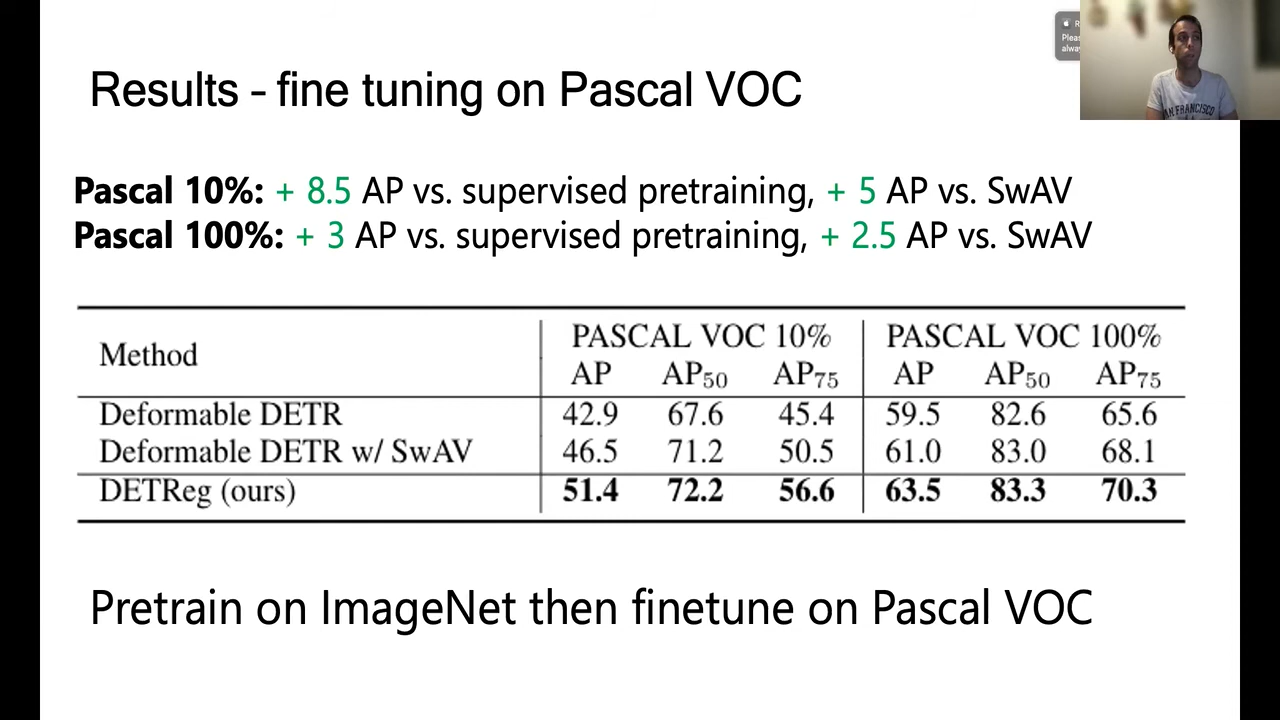 Results - fine tuning on Pascal VOC
Pascal 10%: + 8.5 AP vs. supervised pretraining, + 5 AP vs. SwAV
Pascal 100%: + 3 AP vs. supervised pretraining, + 2.5 AP vs. SwAV
Method PASCAL VOC 10% PASCAL VOC 100%
AP AP50 AP75 AP AP50 AP75
Deformable DETR 42.9 67.6 45.4 59.5 82.6 65.6
Deformable DETR w/ SwAV 46.5 71.2 50.5 61.0 83.0 68.1
DETReg (ours) 51.4 72.2 56.6 63.5 83.3 70.3
Pretrain on ImageNet then finetune on Pascal VOC